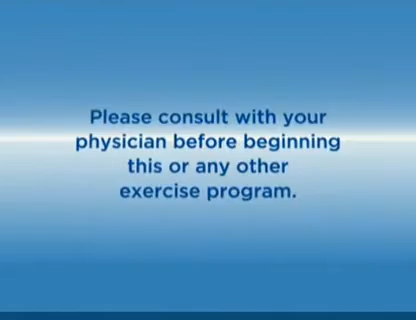 Please consult with your
physician before beginning
this or any other
exercise program.